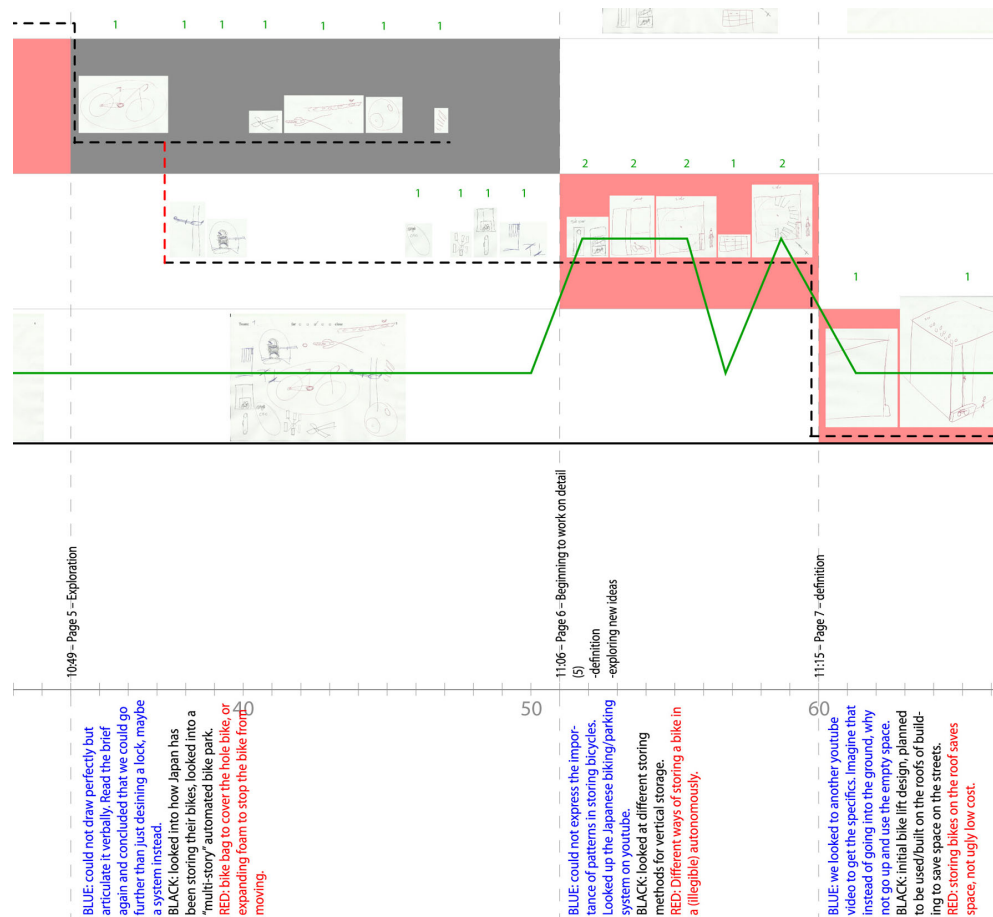 1 1 1 1 1 1 1
2 2 2 1 2
1 1 1 1
1 1
10:49 – Page 5 – Exploration
11:06 – Page 6 – Beginning to work on detail
(5)
-definition
-exploring new ideas
11:15 – Page 7 – definition
40
50
60
BLUE: could not draw perfectly but
articulate it verbally. Read the brief
again and concluded that we could go
further than just desining a lock, maybe
a system instead.
BLACK: looked into how Japan has
been storing their bikes, looked into a
"multi-story" automated bike park.
RED: bike bag to cover the hole bike, or
expanding foam to stop the bike from
moving.
BLUE: could not express the impor-
tance of patterns in storing bicycles.
Looked up the Japanese biking/parking
system on youtube.
BLACK: looked at different storing
methods for vertical storage.
RED: Different ways of storing a bike in
a (illegible) autonomously.
BLUE: we looked to another youtube
video to get the specifics. Imagine that
instead of going into the ground, why
not go up and use the empty space.
BLACK: initial bike lift design, planned
to be used/built on the roofs of build-
ing to save space on the streets.
RED: storing bikes on the roof saves
space, not ugly low cost.